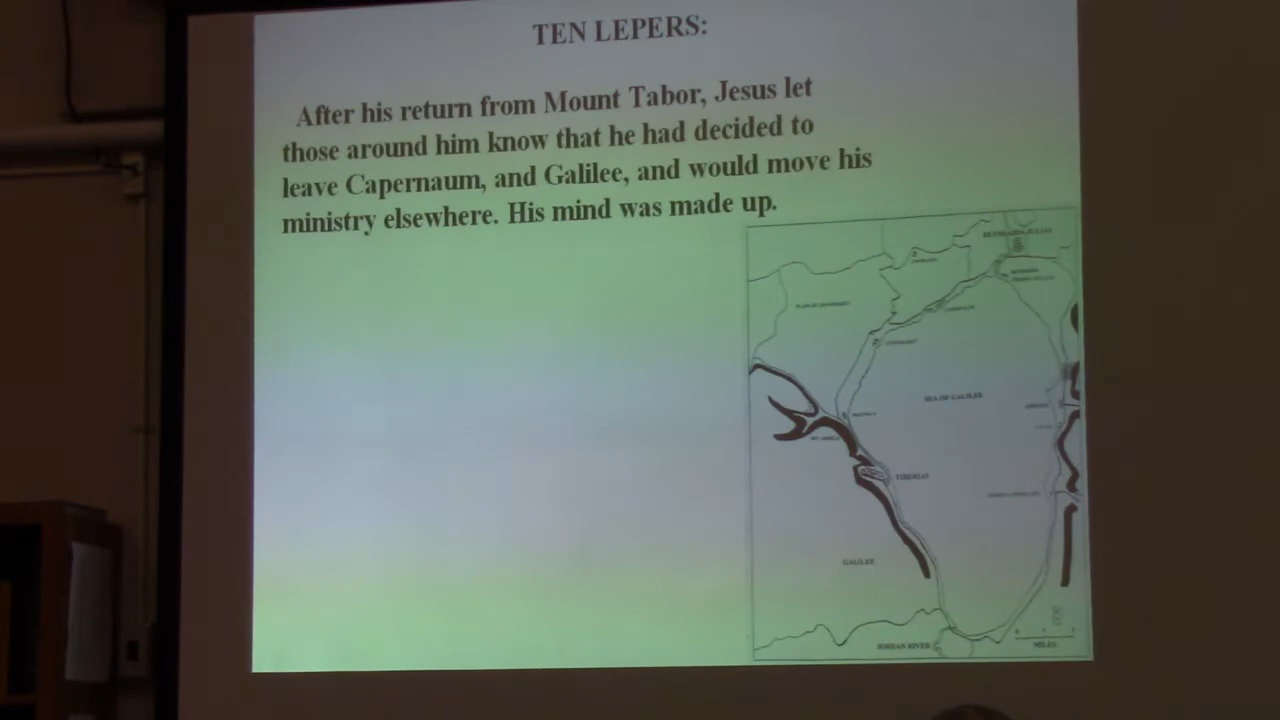 TEN LEPERS:
After his return from Mount Tabor, Jesus let
those around him know that he had decided to
leave Capernaum, and Galilee, and would move his
ministry elsewhere. His mind was made up.
SEA OF GALILEE
TIBERIAS
GALILEE
JORDAN RIVER
MILES